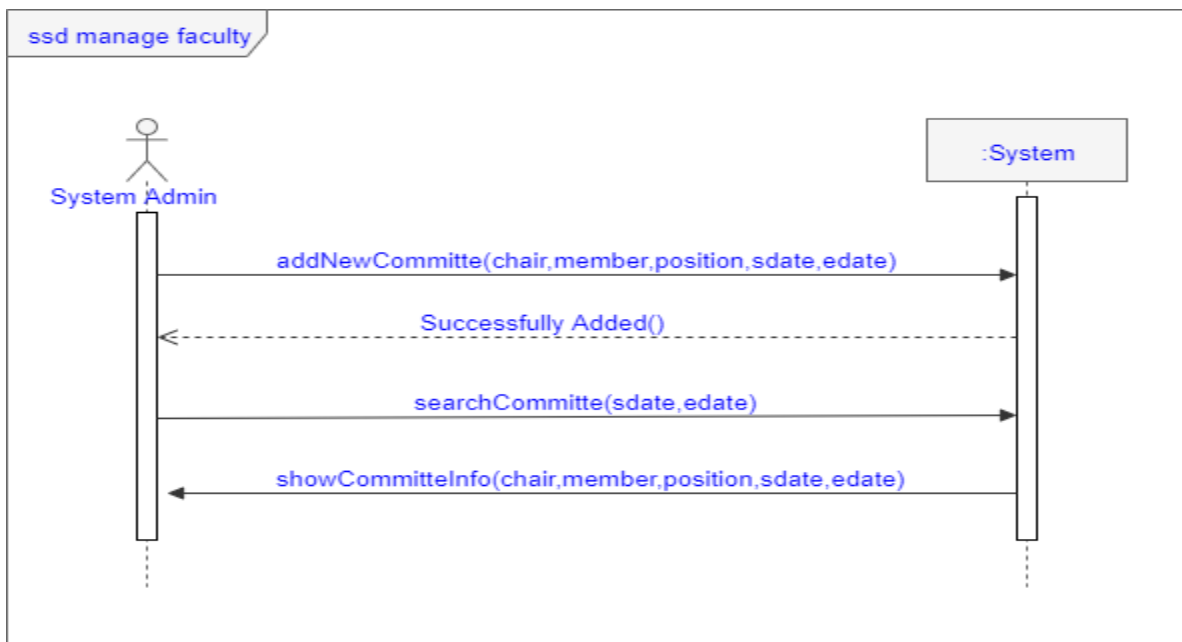 ssd manage faculty
System Admin
:System
addNewCommitte(chair,member,position,sdate,edate)
Successfully Added()
searchCommitte(sdate,edate)
showCommitteInfo(chair,member,position,sdate,edate)